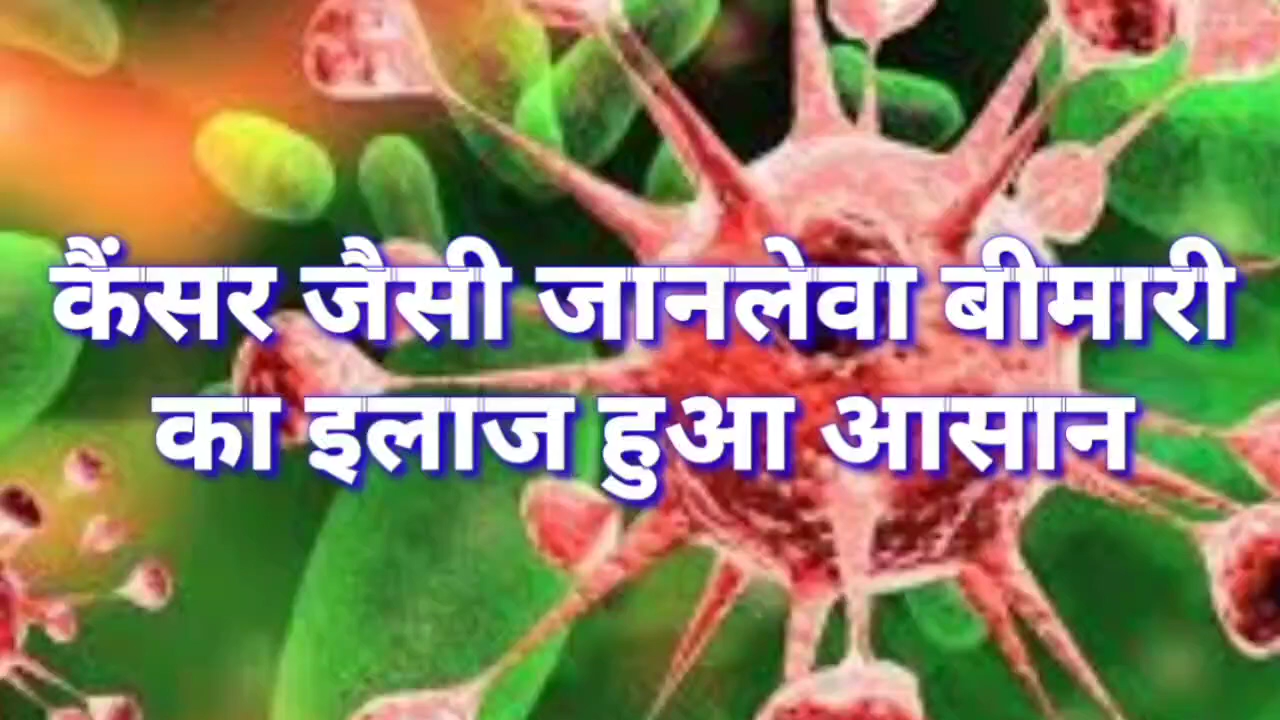 कैंसर जैसी जानलेवा बीमारी
का इलाज हुआ आसान